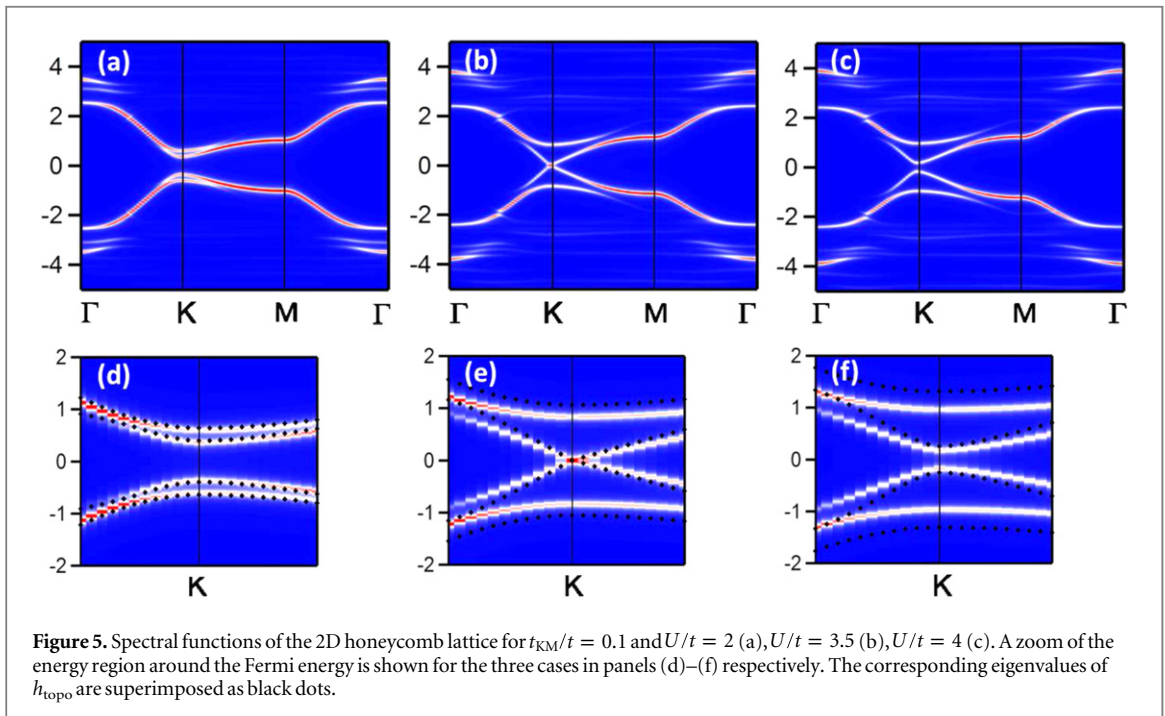 (a) (b) (c)
4 4 4
2 2 2
0 0 0
-2 -2 -2
-4 -4 -4
Γ K M Γ Γ K M Γ Γ K M Γ
(d) (e) (f)
2 2 2
1 1 1
0 0 0
-1 -1 -1
-2 -2 -2
K K K
Figure 5. Spectral functions of the 2D honeycomb lattice for t_KM/t = 0.1 and U/t = 2 (a), U/t = 3.5 (b), U/t = 4 (c). A zoom of the
energy region around the Fermi energy is shown for the three cases in panels (d)–(f) respectively. The corresponding eigenvalues of
h_topo are superimposed as black dots.